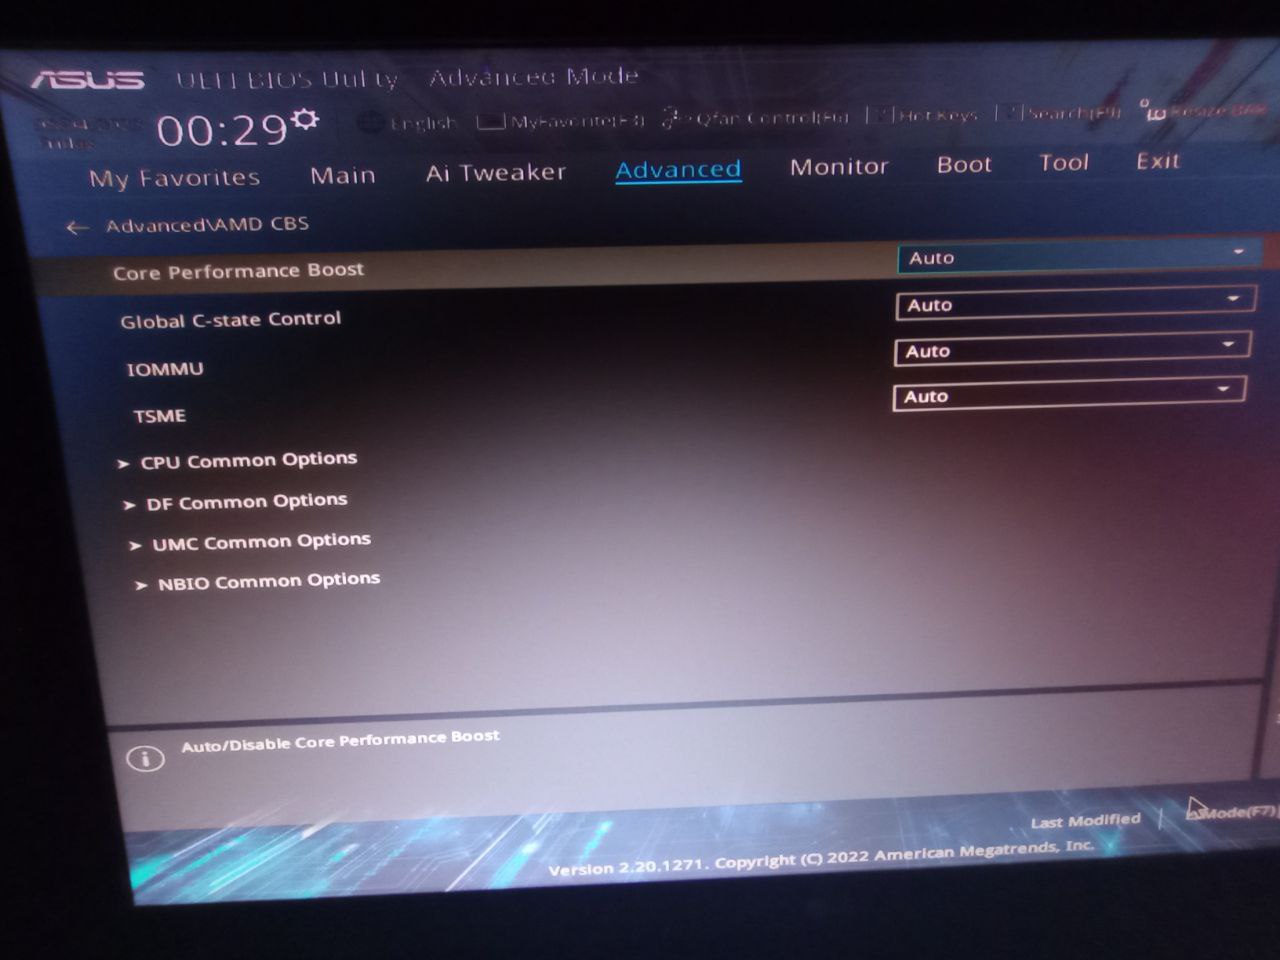 ASUS UEFI BIOS Utility Advanced Mode
00:29 English MyFavorite(F3) Qfan Control(F6) Hot Keys Search(F9) Resize BAR
My Favorites Main Ai Tweaker Advanced Monitor Boot Tool Exit
← Advanced\AMD CBS
Core Performance Boost Auto
Global C-state Control Auto
IOMMU Auto
TSME Auto
CPU Common Options
DF Common Options
UMC Common Options
NBIO Common Options
Auto/Disable Core Performance Boost
Last Modified Mode(F7)
Version 2.20.1271. Copyright (C) 2022 American Megatrends, Inc.